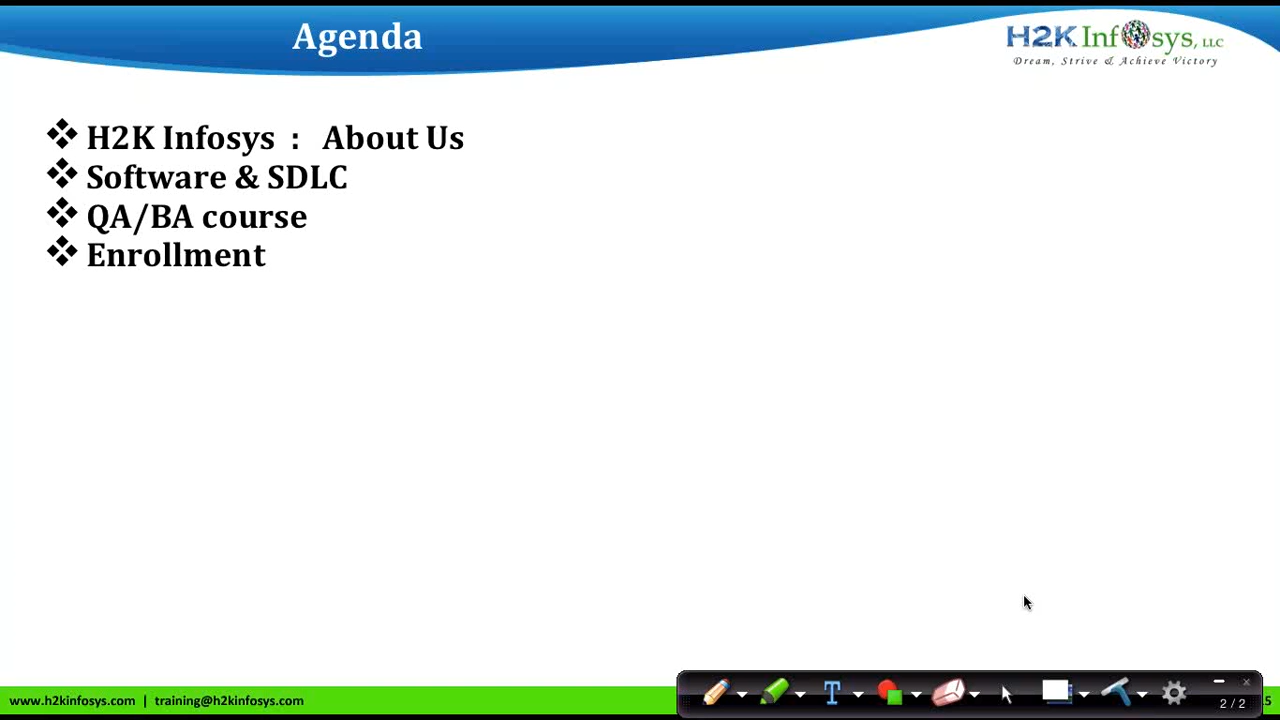 Agenda
H2K Infosys, LLC
Dream, Strive & Achieve Victory
H2K Infosys : About Us
Software & SDLC
QA/BA course
Enrollment
www.h2kinfosys.com | training@h2kinfosys.com
T
2 / 2